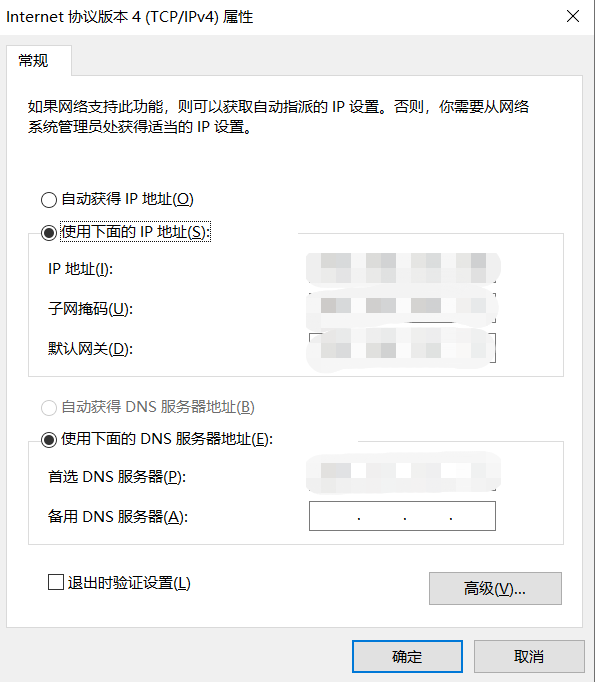 Internet 协议版本 4 (TCP/IPv4) 属性
常规
如果网络支持此功能，则可以获取自动指派的 IP 设置。否则，你需要从网络
系统管理员处获得适当的 IP 设置。
自动获得 IP 地址(O)
使用下面的 IP 地址(S):
IP 地址(I):
子网掩码(U):
默认网关(D):
自动获得 DNS 服务器地址(B)
使用下面的 DNS 服务器地址(E):
首选 DNS 服务器(P):
备用 DNS 服务器(A):
. . .
退出时验证设置(L)
高级(V)...
确定
取消